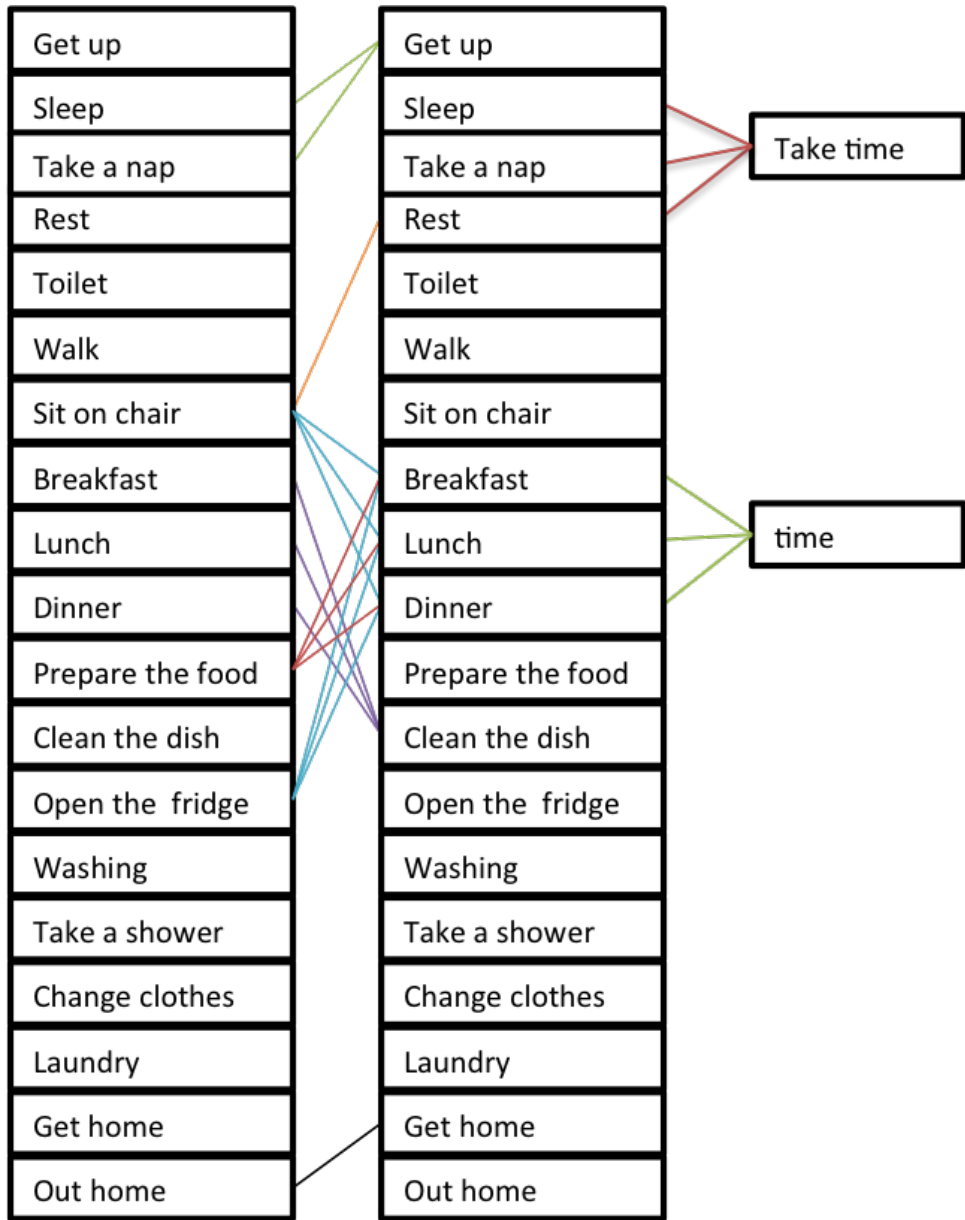 Get up
Sleep
Take a nap
Rest
Toilet
Walk
Sit on chair
Breakfast
Lunch
Dinner
Prepare the food
Clean the dish
Open the  fridge
Washing
Take a shower
Change clothes
Laundry
Get home
Out home
Get up
Sleep
Take a nap
Rest
Toilet
Walk
Sit on chair
Breakfast
Lunch
Dinner
Prepare the food
Clean the dish
Open the  fridge
Washing
Take a shower
Change clothes
Laundry
Get home
Out home
Take time
time